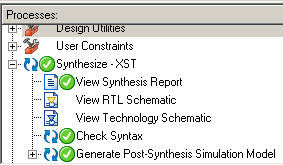 Processes:
Design Utilities
User Constraints
Synthesize - XST
View Synthesis Report
View RTL Schematic
View Technology Schematic
Check Syntax
Generate Post-Synthesis Simulation Model